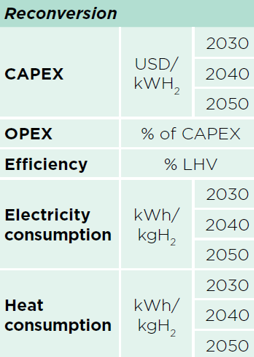 Reconversion
CAPEX
USD/
kWH₂
2030
2040
2050
OPEX
% of CAPEX
Efficiency
% LHV
Electricity
consumption
kWh/
kgH₂
2030
2040
2050
Heat
consumption
kWh/
kgH₂
2030
2040
2050